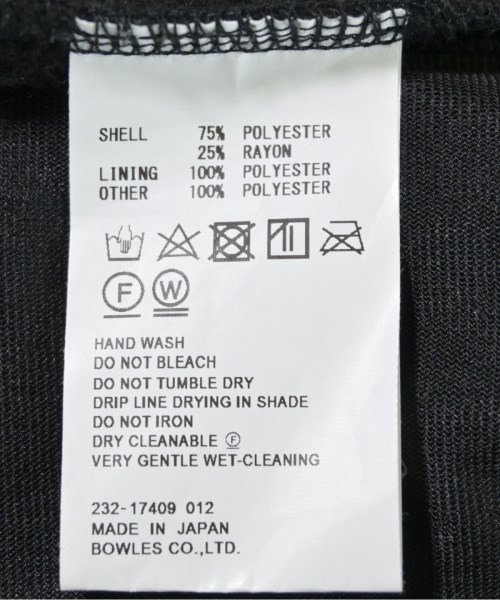 SHELL 75% POLYESTER
25% RAYON
LINING 100% POLYESTER
OTHER 100% POLYESTER
F W
HAND WASH
DO NOT BLEACH
DO NOT TUMBLE DRY
DRIP LINE DRYING IN SHADE
DO NOT IRON
DRY CLEANABLE Ⓕ
VERY GENTLE WET-CLEANING
232-17409 012
MADE IN JAPAN
BOWLES CO.,LTD.